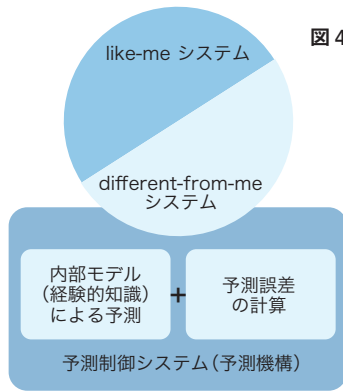 like-me システム
図 4
different-from-me
システム
内部モデル
(経験的知識)
による予測
+
予測誤差
の計算
予測制御システム(予測機構)